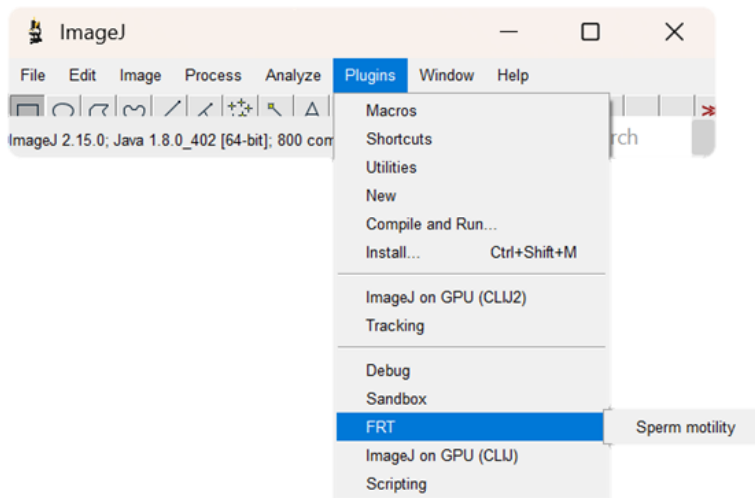 ImageJ
File Edit Image Process Analyze Plugins Window Help
ImageJ 2.15.0; Java 1.8.0_402 [64-bit]; 800 com rch
Macros
Shortcuts
Utilities
New
Compile and Run...
Install... Ctrl+Shift+M
ImageJ on GPU (CLIJ2)
Tracking
Debug
Sandbox
FRT Sperm motility
ImageJ on GPU (CLIJ)
Scripting